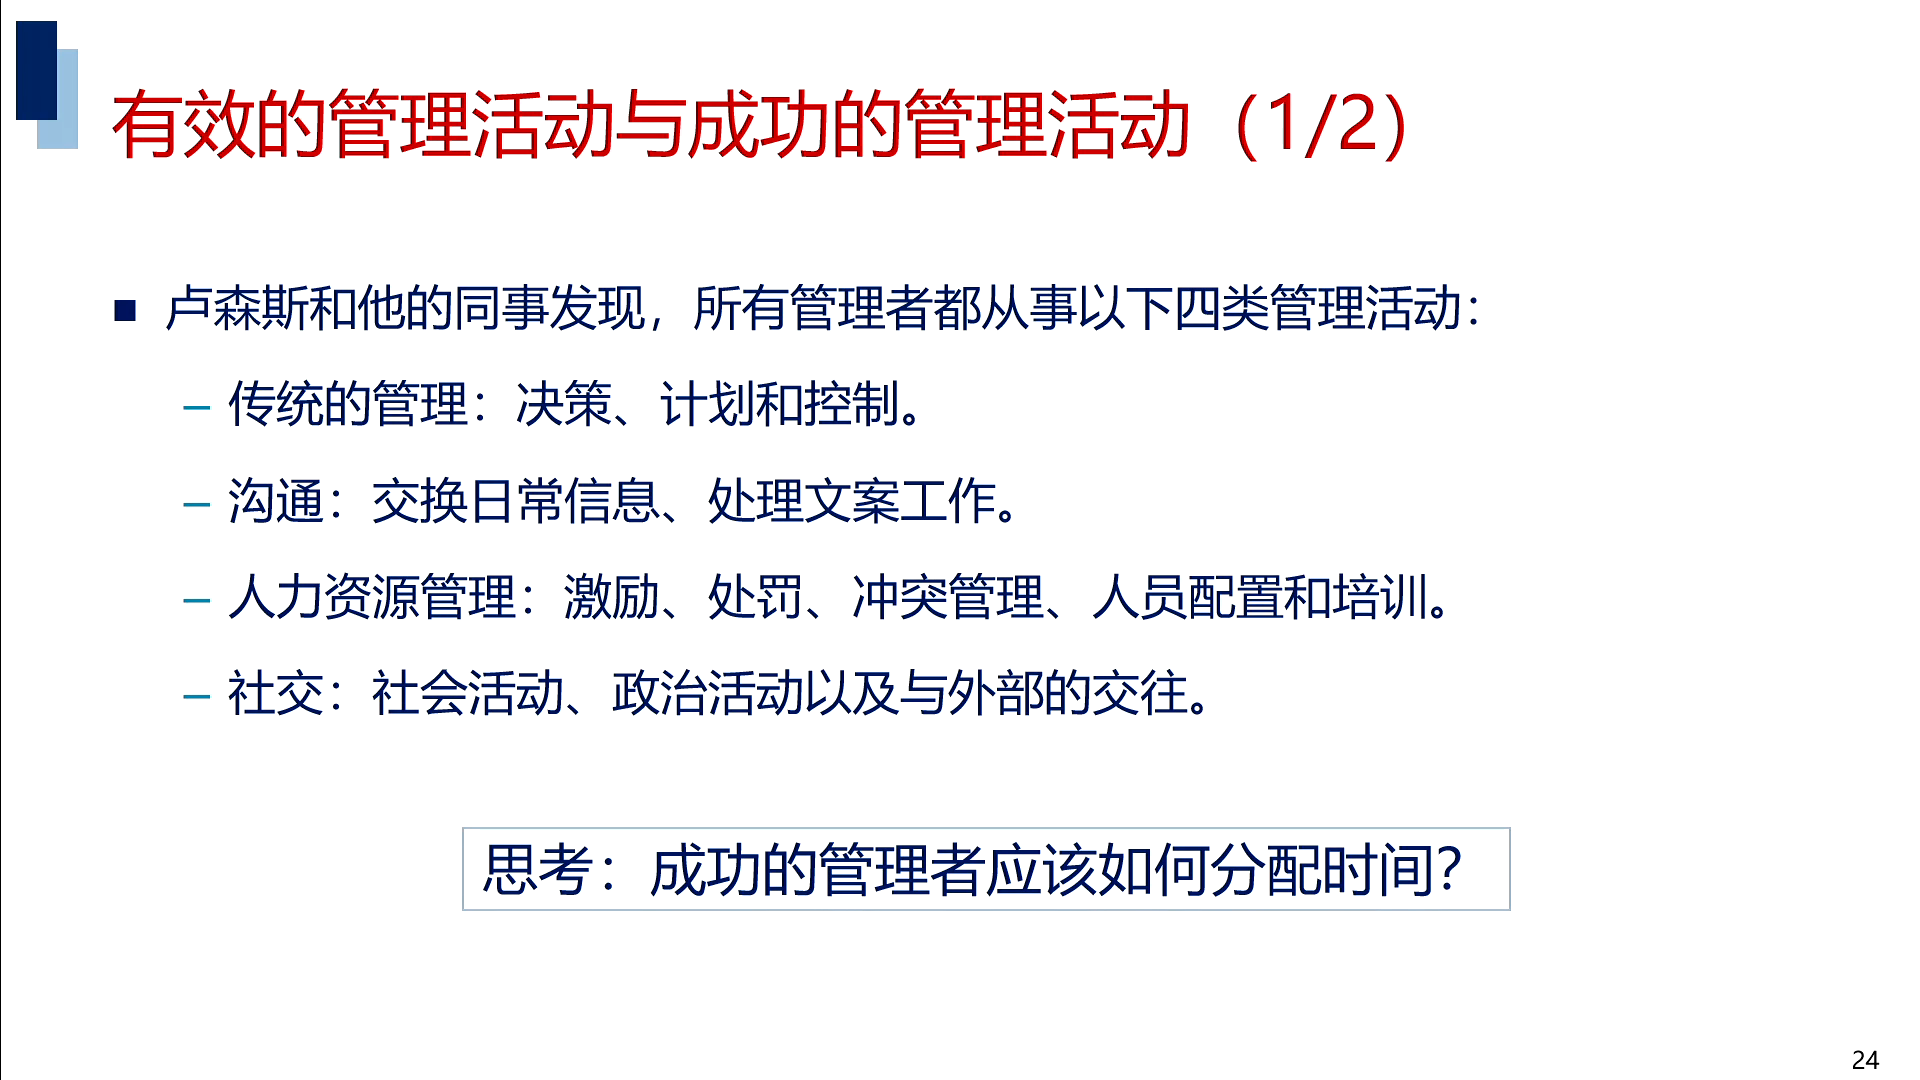 有效的管理活动与成功的管理活动（1/2）
■ 卢森斯和他的同事发现，所有管理者都从事以下四类管理活动：
– 传统的管理：决策、计划和控制。
– 沟通：交换日常信息、处理文案工作。
– 人力资源管理：激励、处罚、冲突管理、人员配置和培训。
– 社交：社会活动、政治活动以及与外部的交往。
思考：成功的管理者应该如何分配时间？
24